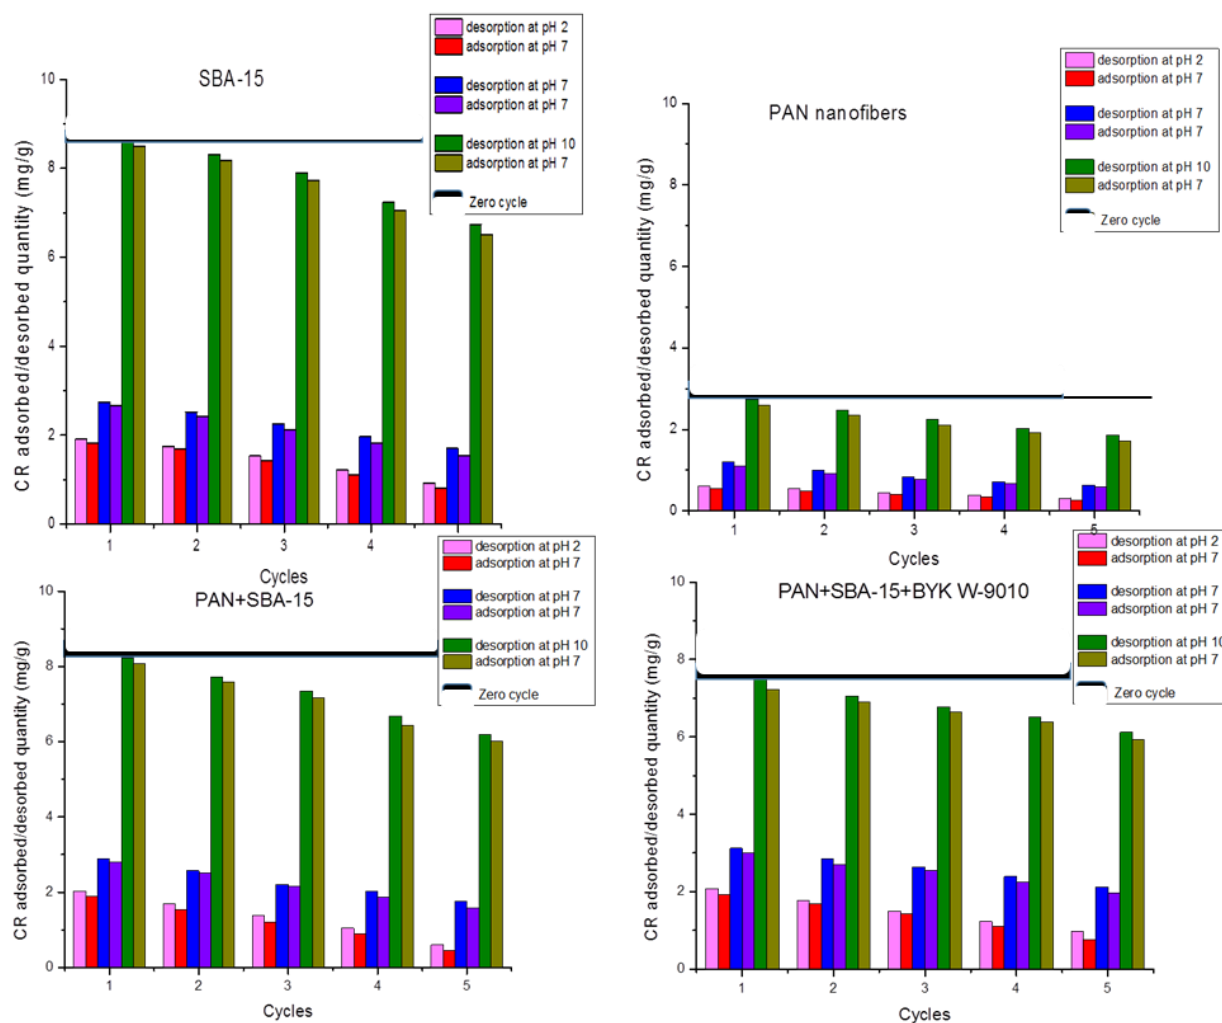 desorption at pH 2
adsorption at pH 7
desorption at pH 7
adsorption at pH 7
desorption at pH 10
adsorption at pH 7
Zero cycle
SBA-15
CR adsorbed/desorbed quantity (mg/g)
10
8
6
4
2
0
1
2
3
4
Cycles
desorption at pH 2
adsorption at pH 7
desorption at pH 7
adsorption at pH 7
desorption at pH 10
adsorption at pH 7
Zero cycle
PAN nanofibers
CR adsorbed/desorbed quantity (mg/g)
10
8
6
4
2
0
1
2
3
4
5
Cycles
desorption at pH 2
adsorption at pH 7
desorption at pH 7
adsorption at pH 7
desorption at pH 10
adsorption at pH 7
Zero cycle
PAN+SBA-15
CR adsorbed/desorbed quantity (mg/g)
10
8
6
4
2
0
1
2
3
4
5
Cycles
desorption at pH 2
adsorption at pH 7
desorption at pH 7
adsorption at pH 7
desorption at pH 10
adsorption at pH 7
Zero cycle
PAN+SBA-15+BYK W-9010
CR adsorbed/desorbed quantity (mg/g)
10
8
6
4
2
0
1
2
3
4
5
Cycles